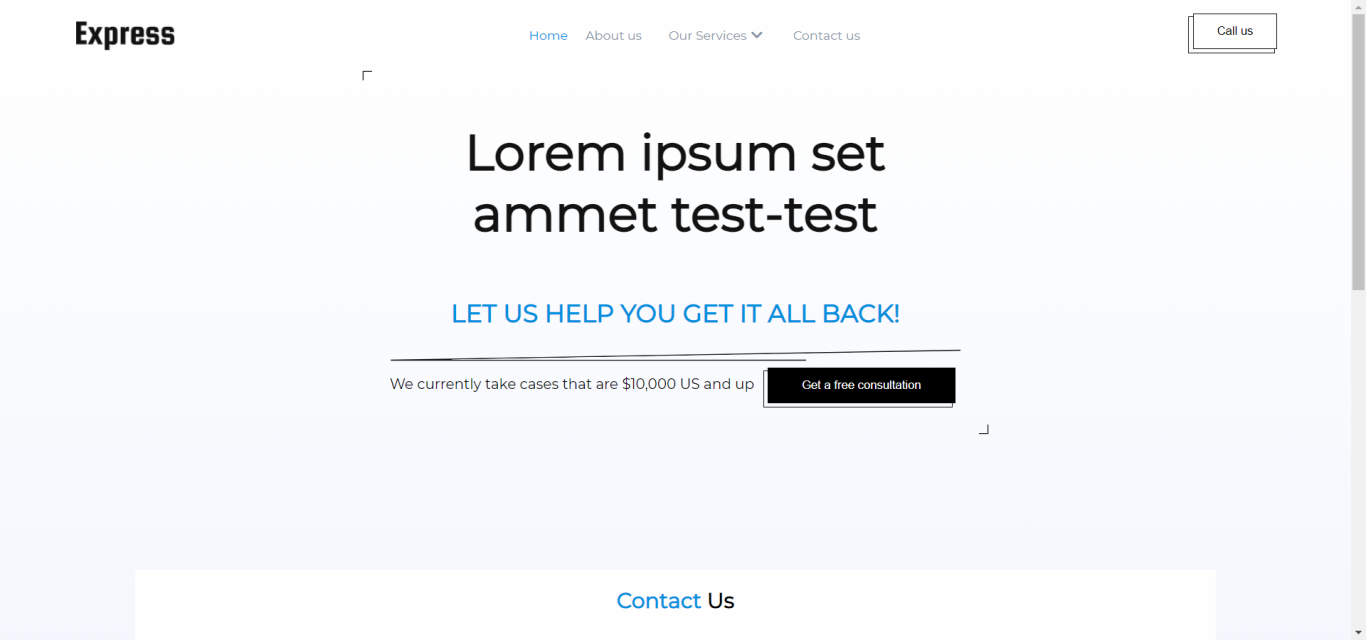 Express
Home About us Our Services Contact us
Call us
Lorem ipsum set
ammet test-test
LET US HELP YOU GET IT ALL BACK!
We currently take cases that are $10,000 US and up
Get a free consultation
Contact Us